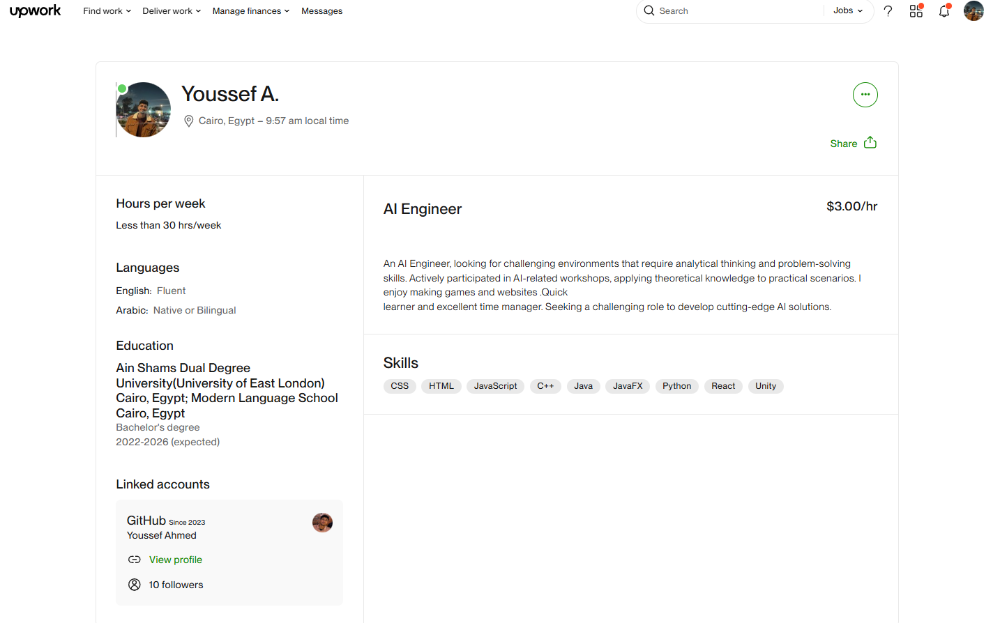 upwork
Find work
Deliver work
Manage finances
Messages
Search
Jobs
Youssef A.
Cairo, Egypt – 9:57 am local time
Share
Hours per week
Less than 30 hrs/week
Languages
English: Fluent
Arabic: Native or Bilingual
Education
Ain Shams Dual Degree
University(University of East London)
Cairo, Egypt; Modern Language School
Cairo, Egypt
Bachelor's degree
2022-2026 (expected)
Linked accounts
GitHub Since 2023
Youssef Ahmed
View profile
10 followers
AI Engineer
$3.00/hr
An AI Engineer, looking for challenging environments that require analytical thinking and problem-solving
skills. Actively participated in AI-related workshops, applying theoretical knowledge to practical scenarios. I
enjoy making games and websites .Quick
learner and excellent time manager. Seeking a challenging role to develop cutting-edge AI solutions.
Skills
CSS HTML JavaScript C++ Java JavaFX Python React Unity